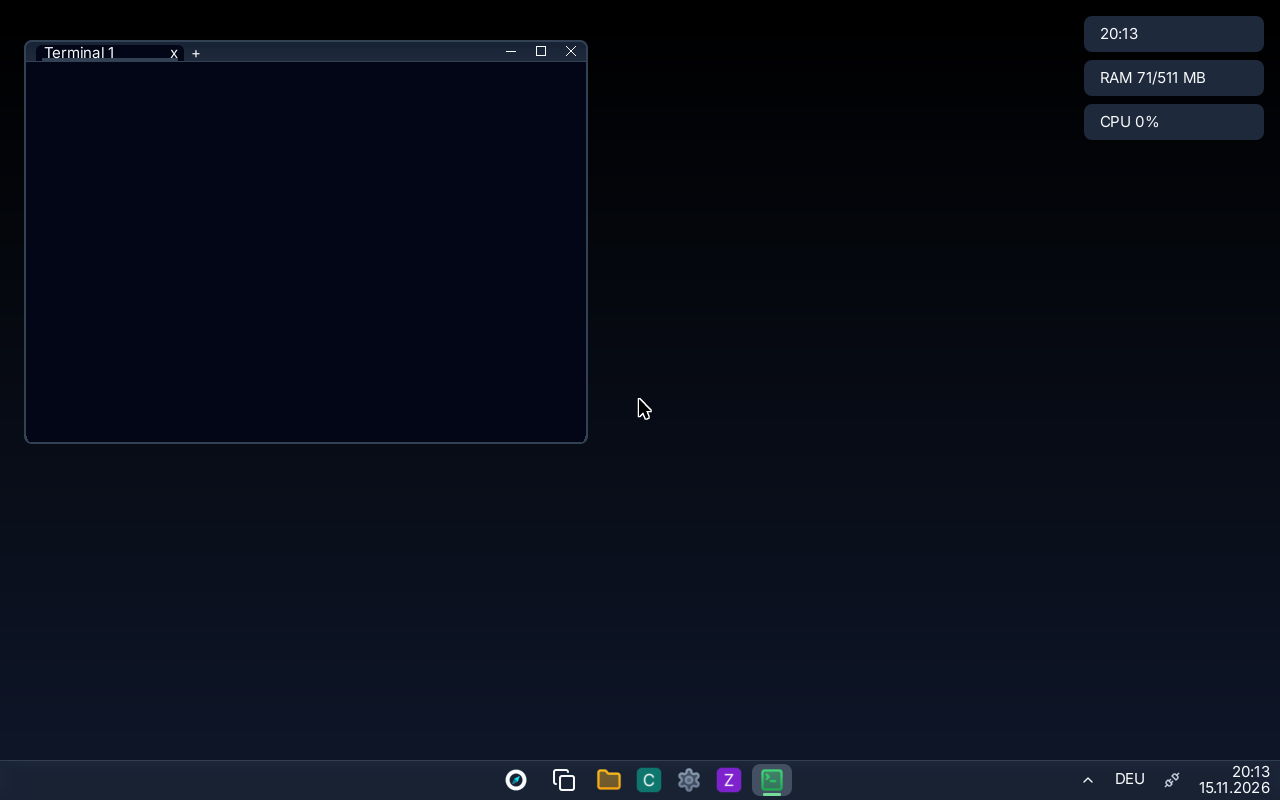 Terminal 1 x +
20:13
RAM 71/511 MB
CPU 0%
C
Z
DEU
20:13
15.11.2026